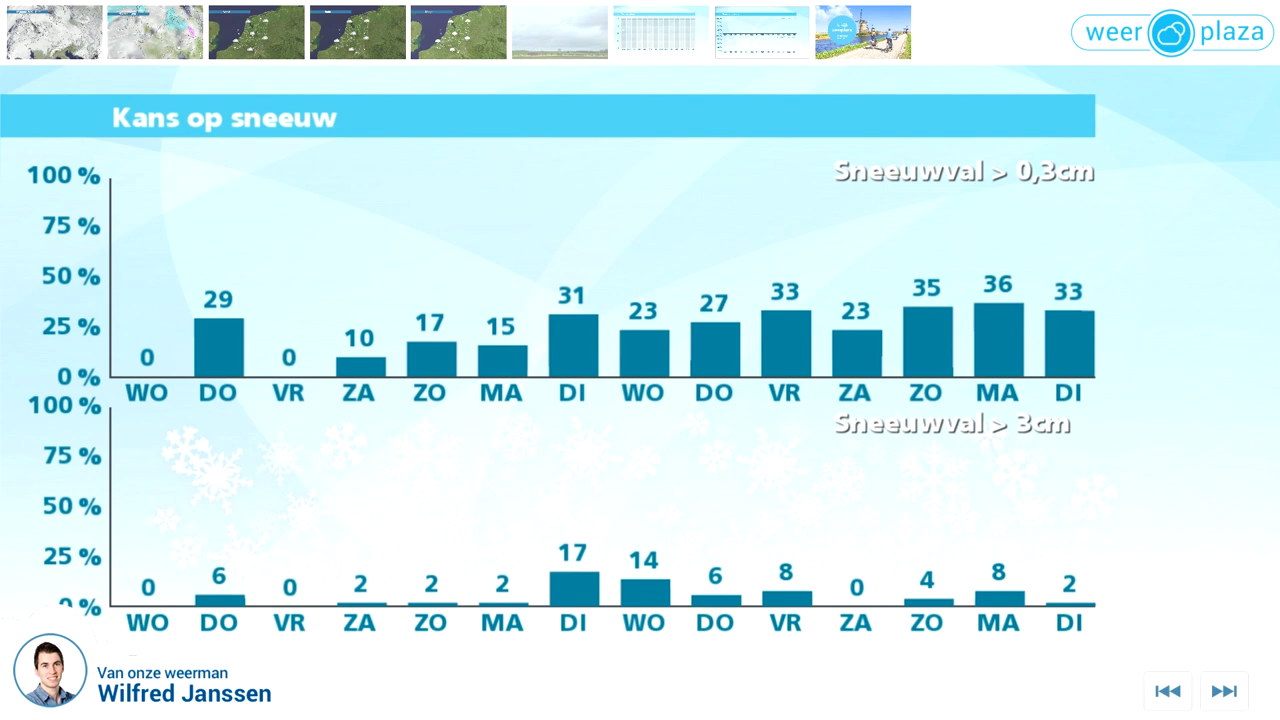 weer plaza
Kans op sneeuw
Sneeuwval > 0,3cm
100 %
75 %
50 %
25 %
0 %
0 29 0 10 17 15 31 23 27 33 23 35 36 33
WO DO VR ZA ZO MA DI WO DO VR ZA ZO MA DI
Sneeuwval > 3cm
100 %
75 %
50 %
25 %
0 %
0 6 0 2 2 2 17 14 6 8 0 4 8 2
WO DO VR ZA ZO MA DI WO DO VR ZA ZO MA DI
Van onze weerman
Wilfred Janssen